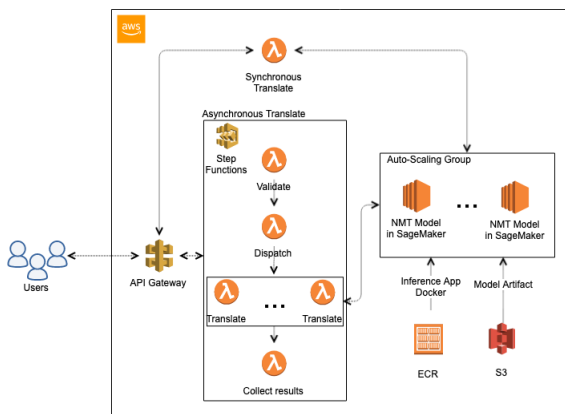 aws
Synchronous
Translate
Asynchronous Translate
Step
Functions
Validate
Dispatch
...
Translate
Translate
Collect results
Users
API Gateway
Auto-Scaling Group
...
NMT Model
in SageMaker
NMT Model
in SageMaker
Inference App
Docker
Model Artifact
ECR
S3